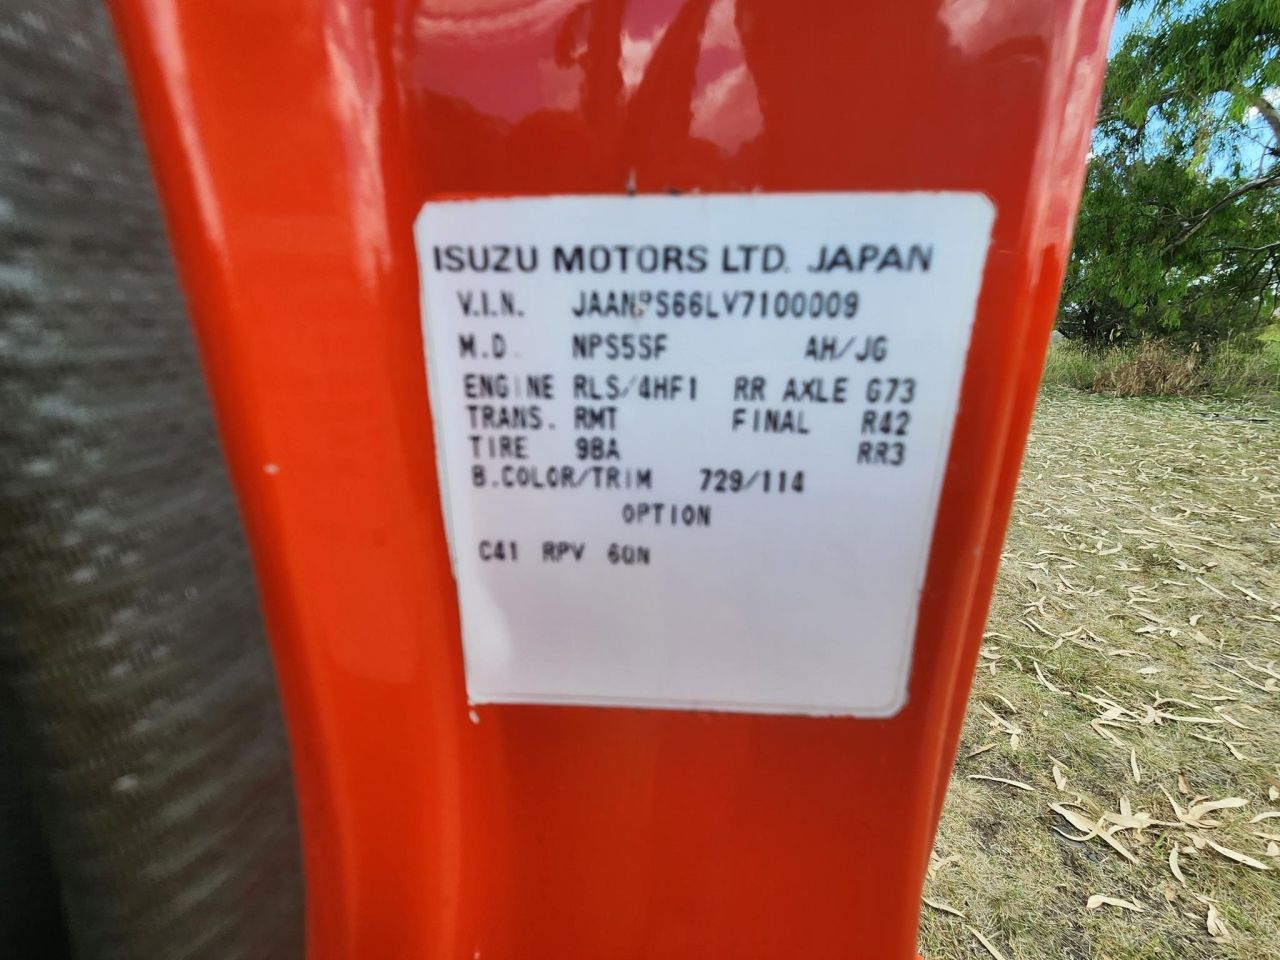 ISUZU MOTORS LTD. JAPAN
V.I.N. JAANPS66LV7100009
M.D. NPS5SF AH/JG
ENGINE RLS/4HF1 RR AXLE G73
TRANS. RMT FINAL R42
TIRE 9BA RR3
B.COLOR/TRIM 729/114
OPTION
C41 RPV 6QN